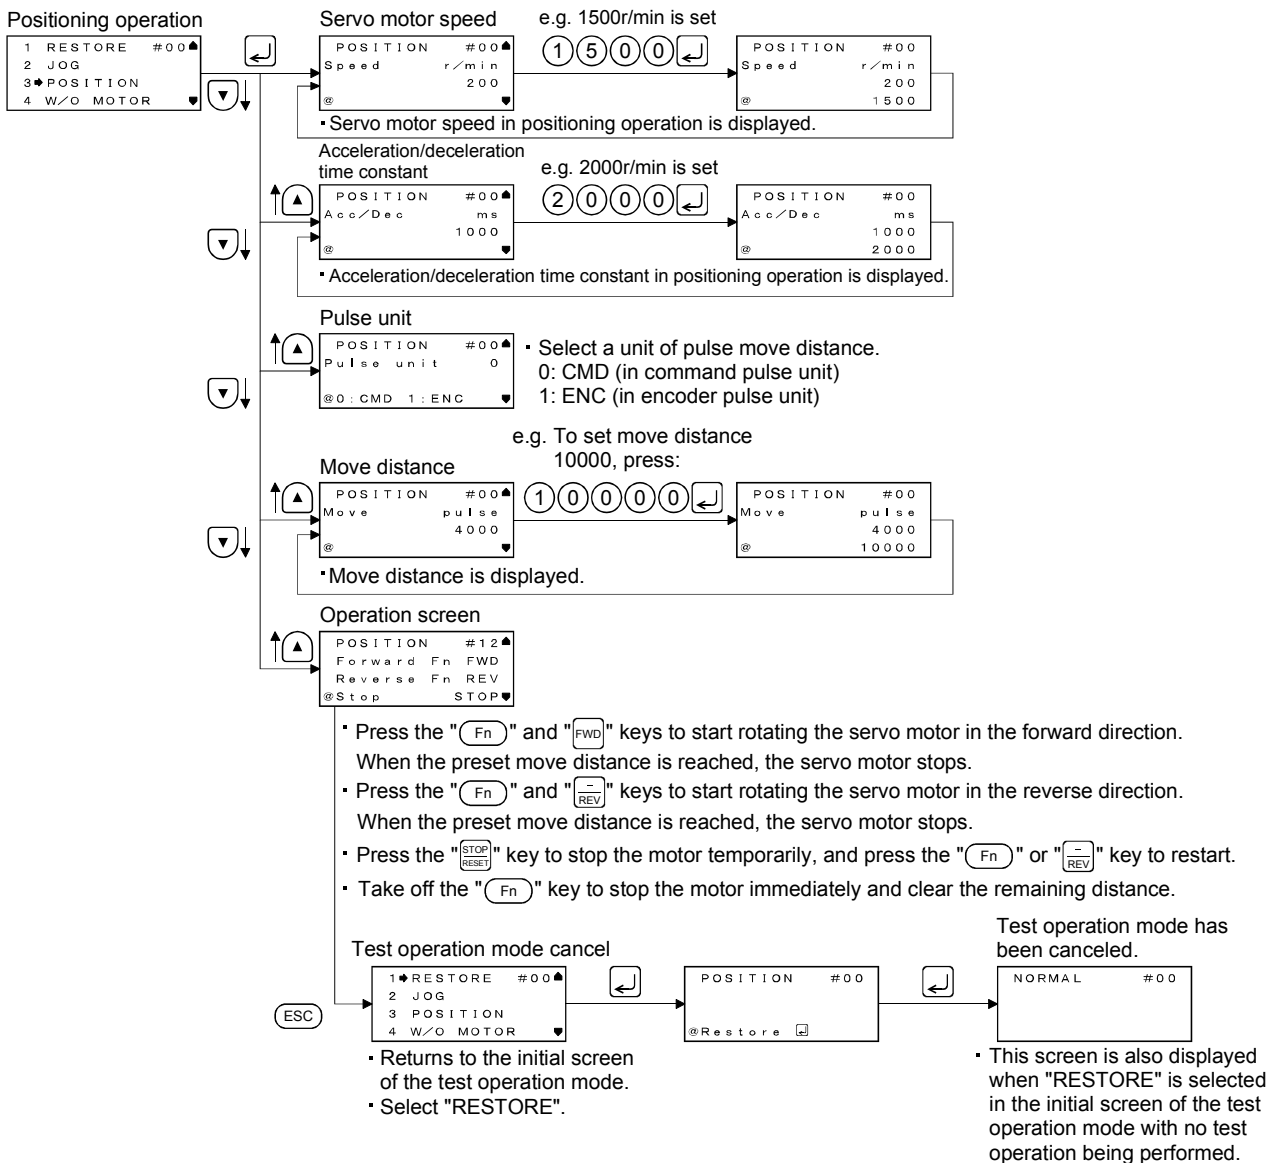 Positioning operation
1 RESTORE #00
2 JOG
3 POSITION
4 W/O MOTOR
Servo motor speed
POSITION #00
Speed r/min
200
@
e.g. 1500r/min is set
1 5 0 0
POSITION #00
Speed r/min
200
@ 1500
Servo motor speed in positioning operation is displayed.
Acceleration/deceleration
time constant
POSITION #00
Acc/Dec ms
1000
@
e.g. 2000r/min is set
2 0 0 0
POSITION #00
Acc/Dec ms
1000
@ 2000
Acceleration/deceleration time constant in positioning operation is displayed.
Pulse unit
POSITION #00
Pulse unit 0
@0:CMD 1:ENC
Select a unit of pulse move distance.
0: CMD (in command pulse unit)
1: ENC (in encoder pulse unit)
Move distance
POSITION #00
Move pulse
4000
@
e.g. To set move distance
10000, press:
1 0 0 0 0
POSITION #00
Move pulse
4000
@ 10000
Move distance is displayed.
Operation screen
POSITION #12
Forward Fn FWD
Reverse Fn REV
@Stop STOP
Press the "Fn" and "FWD" keys to start rotating the servo motor in the forward direction.
When the preset move distance is reached, the servo motor stops.
Press the "Fn" and "− REV" keys to start rotating the servo motor in the reverse direction.
When the preset move distance is reached, the servo motor stops.
Press the "STOP RESET" key to stop the motor temporarily, and press the "Fn" or "− REV" key to restart.
Take off the "Fn" key to stop the motor immediately and clear the remaining distance.
ESC
Test operation mode cancel
1 RESTORE #00
2 JOG
3 POSITION
4 W/O MOTOR
Returns to the initial screen
of the test operation mode.
Select "RESTORE".
POSITION #00
@Restore
Test operation mode has
been canceled.
NORMAL #00
This screen is also displayed
when "RESTORE" is selected
in the initial screen of the test
operation mode with no test
operation being performed.